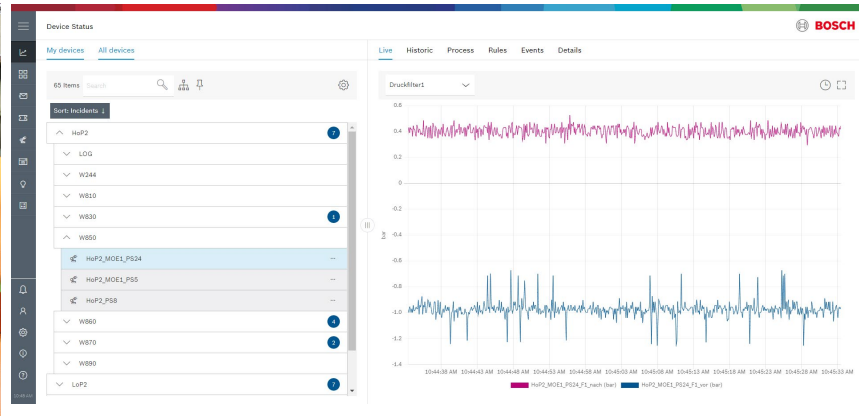 Device Status
BOSCH
My devices All devices
Live Historic Process Rules Events Details
65 Items Search
Druckfilter1
Sort: Incidents ↓
HoP2 7
LOG
W244
W810
W830 1
W850
HoP2_MOE1_PS24
HoP2_MOE1_PS5
HoP2_PS8
W860 4
W870 2
W890
LoP2 7
10:45 AM
0.6
0.4
0.2
0
-0.2
-0.4
-0.6
-0.8
-1.0
-1.2
-1.4
bar
10:44:38 AM 10:44:43 AM 10:44:48 AM 10:44:53 AM 10:44:58 AM 10:45:03 AM 10:45:08 AM 10:45:13 AM 10:45:18 AM 10:45:23 AM 10:45:28 AM 10:45:33 AM
HoP2_MOE1_PS24_F1_nach (bar) HoP2_MOE1_PS24_F1_vor (bar)